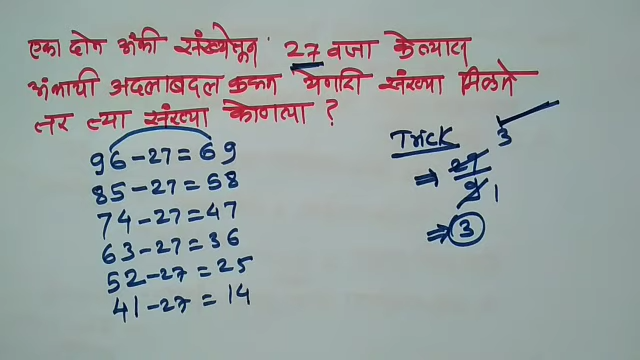 एका दोन अंकी संख्येतून 27 वजा केल्यास
अंकाची अदलाबदल करून येणारी संख्या मिळते
तर त्या संख्या कोणत्या ?
96 - 27 = 69
85 - 27 = 58
74 - 27 = 47
63 - 27 = 36
52 - 27 = 25
41 - 27 = 14
Trick
3
⇒ 27
9 1
⇒ 3